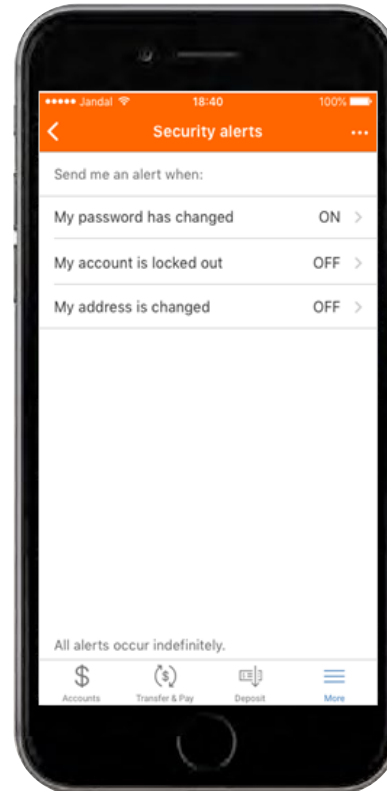 Jandal 18:40 100%
Security alerts
Send me an alert when:
My password has changed ON
My account is locked out OFF
My address is changed OFF
All alerts occur indefinitely.
Accounts Transfer & Pay Deposit More